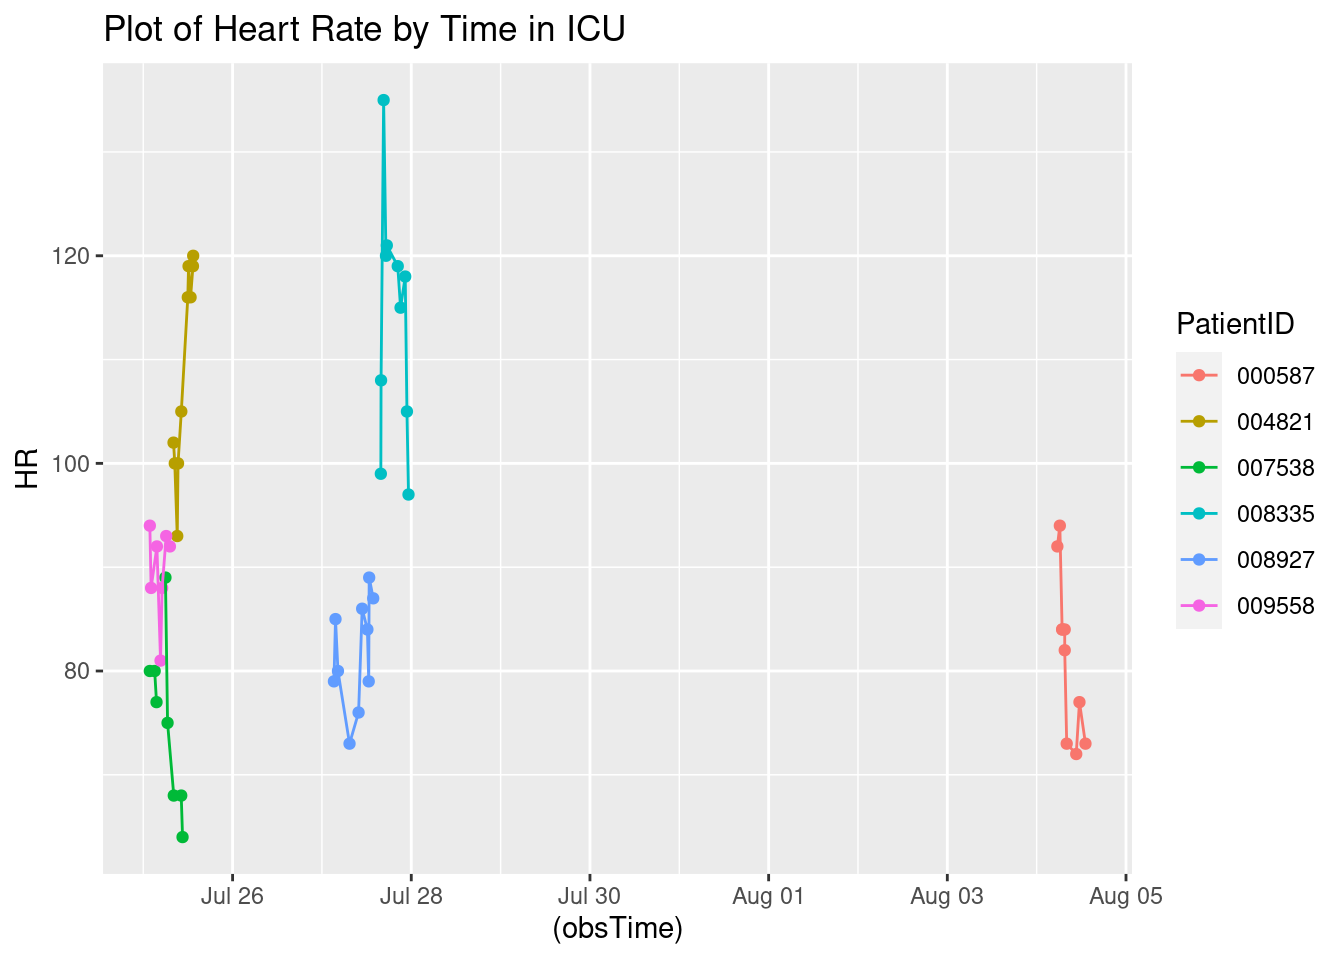 Plot of Heart Rate by Time in ICU
HR
120
100
80
Jul 26 Jul 28 Jul 30 Aug 01 Aug 03 Aug 05
(obsTime)
PatientID
000587
004821
007538
008335
008927
009558